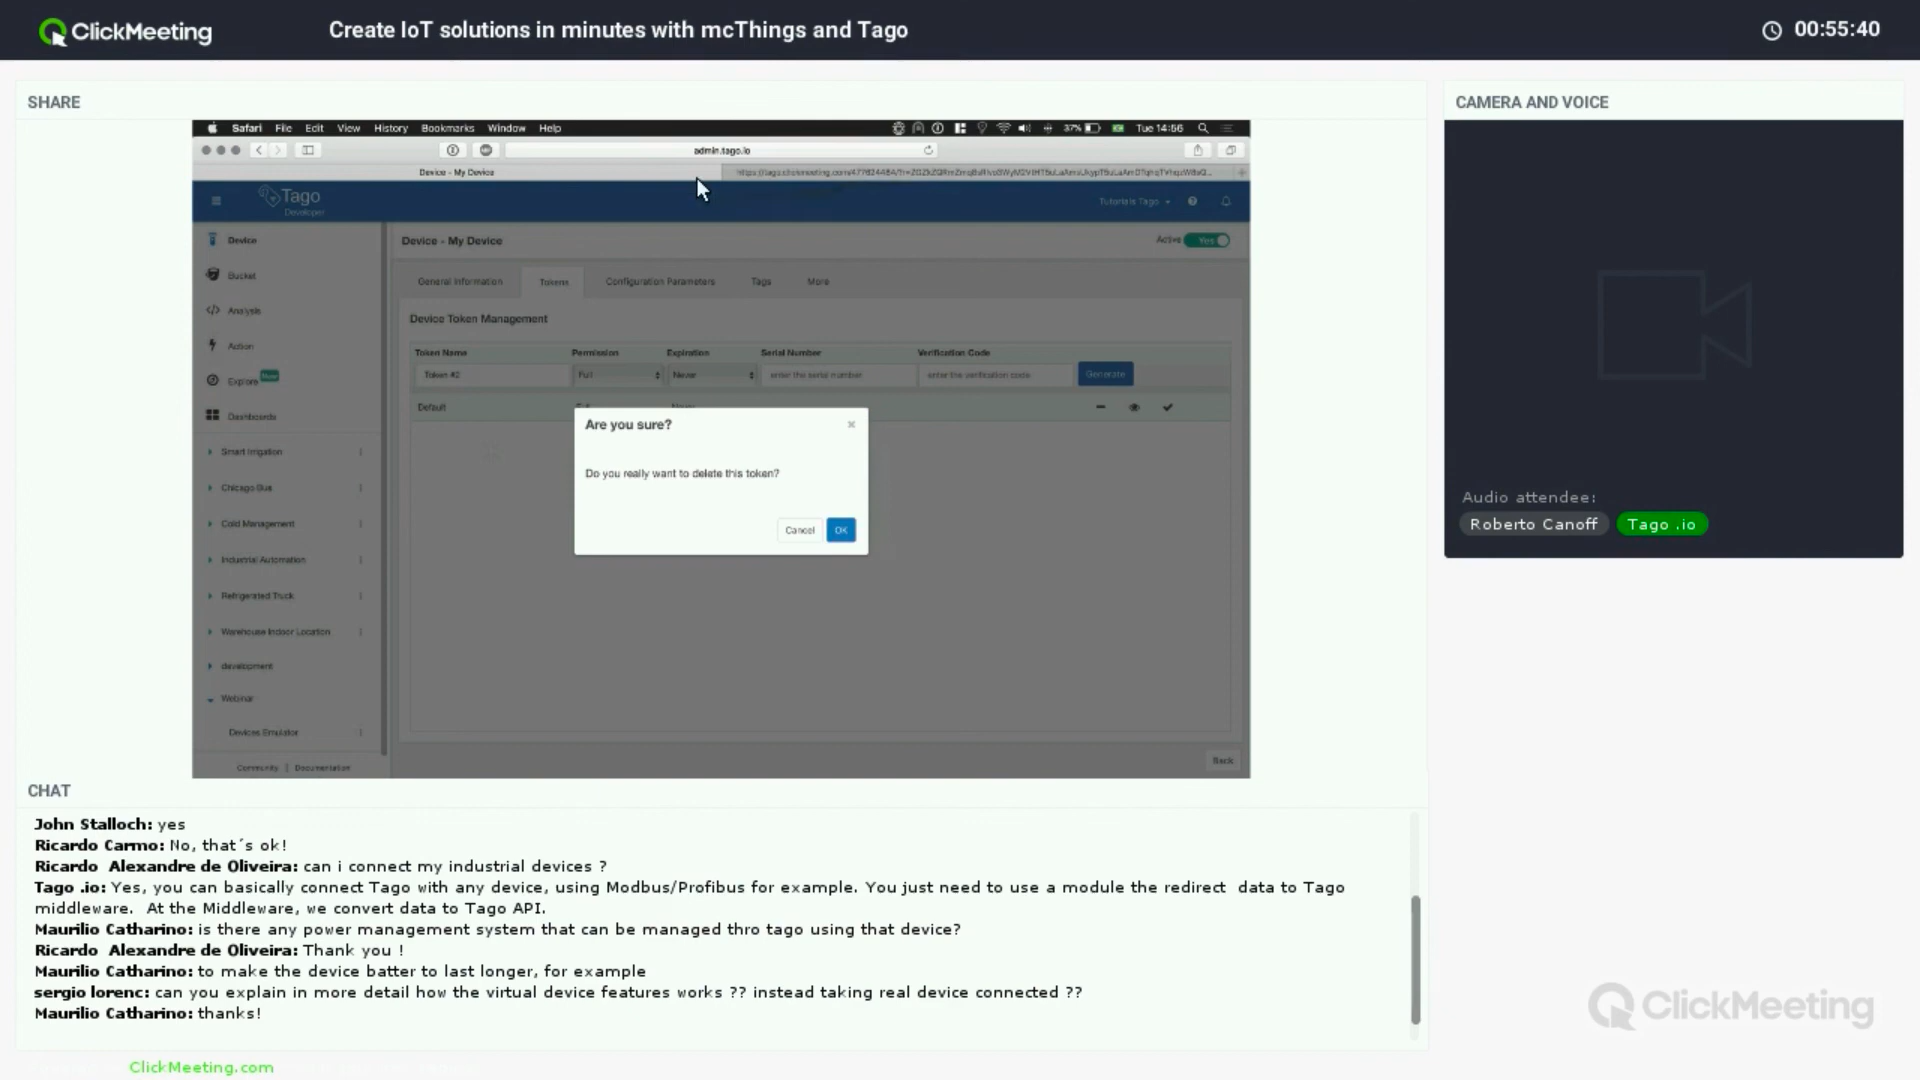 ClickMeeting
Create IoT solutions in minutes with mcThings and Tago
00:55:40
SHARE
CAMERA AND VOICE
Safari File Edit View History Bookmarks Window Help
37% Tue 14:56
admin.tago.io
Device - My Device
Tago
Developer
Tutorials Tago
Device
Bucket
Analysis
Action
Explore New
Dashboards
Smart Irrigation
Chicago Bus
Cold Management
Industrial Automation
Refrigerated Truck
Warehouse Indoor Location
development
Webinar
Devices Emulator
Community | Documentation
Device - My Device
Active Yes
General Information Tokens Configuration Parameters Tags More
Device Token Management
Token Name Permission Expiration Serial Number Verification Code
Token #2 Full Never enter the serial number enter the verification code Generate
Default
Are you sure?
Do you really want to delete this token?
Cancel OK
Back
Audio attendee:
Roberto Canoff Tago .io
CHAT
John Stalloch: yes
Ricardo Carmo: No, that´s ok!
Ricardo Alexandre de Oliveira: can i connect my industrial devices ?
Tago .io: Yes, you can basically connect Tago with any device, using Modbus/Profibus for example. You just need to use a module the redirect data to Tago
middleware. At the Middleware, we convert data to Tago API.
Maurilio Catharino: is there any power management system that can be managed thro tago using that device?
Ricardo Alexandre de Oliveira: Thank you !
Maurilio Catharino: to make the device batter to last longer, for example
sergio lorenc: can you explain in more detail how the virtual device features works ?? instead taking real device connected ??
Maurilio Catharino: thanks!
ClickMeeting
ClickMeeting.com